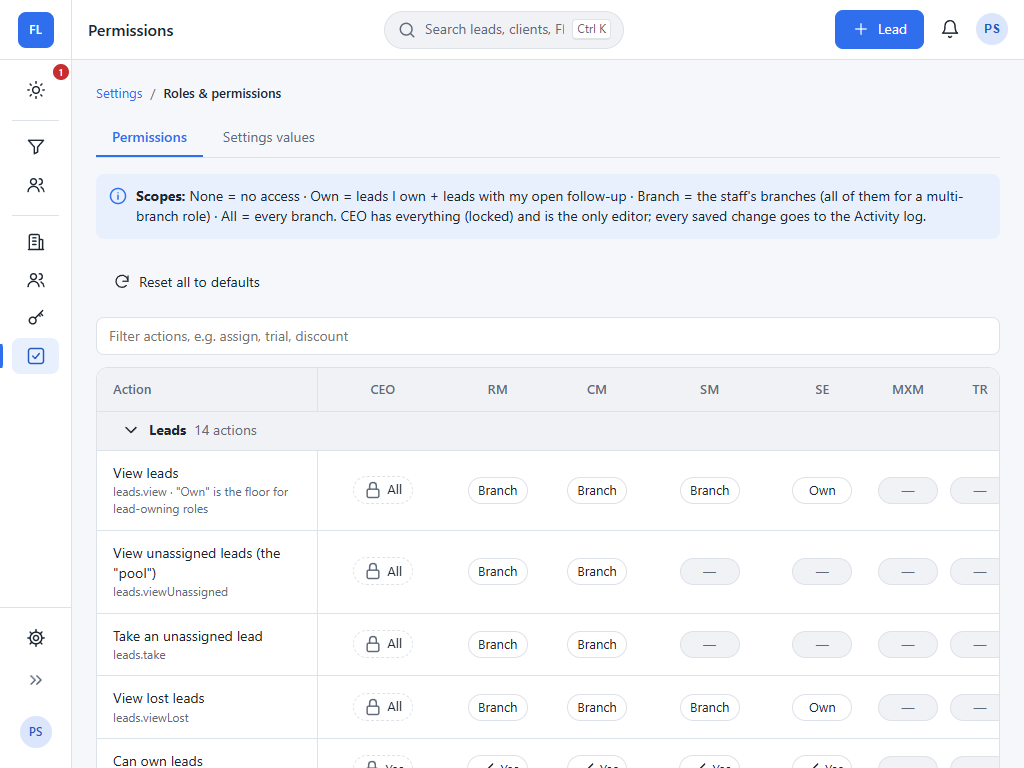 FL
Permissions
Search leads, clients, Fl
Ctrl K
+ Lead
PS
1
Settings / Roles & permissions
Permissions
Settings values
Scopes: None = no access · Own = leads I own + leads with my open follow-up · Branch = the staff's branches (all of them for a multi-
branch role) · All = every branch. CEO has everything (locked) and is the only editor; every saved change goes to the Activity log.
Reset all to defaults
Filter actions, e.g. assign, trial, discount
Action CEO RM CM SM SE MXM TR
Leads 14 actions
View leads
leads.view · "Own" is the floor for
lead-owning roles
All Branch Branch Branch Own — —
View unassigned leads (the
"pool")
leads.viewUnassigned
All Branch Branch — — — —
Take an unassigned lead
leads.take
All Branch Branch — — — —
View lost leads
leads.viewLost
All Branch Branch Branch Own — —
Can own leads
Yes Yes Yes Yes Yes
PS